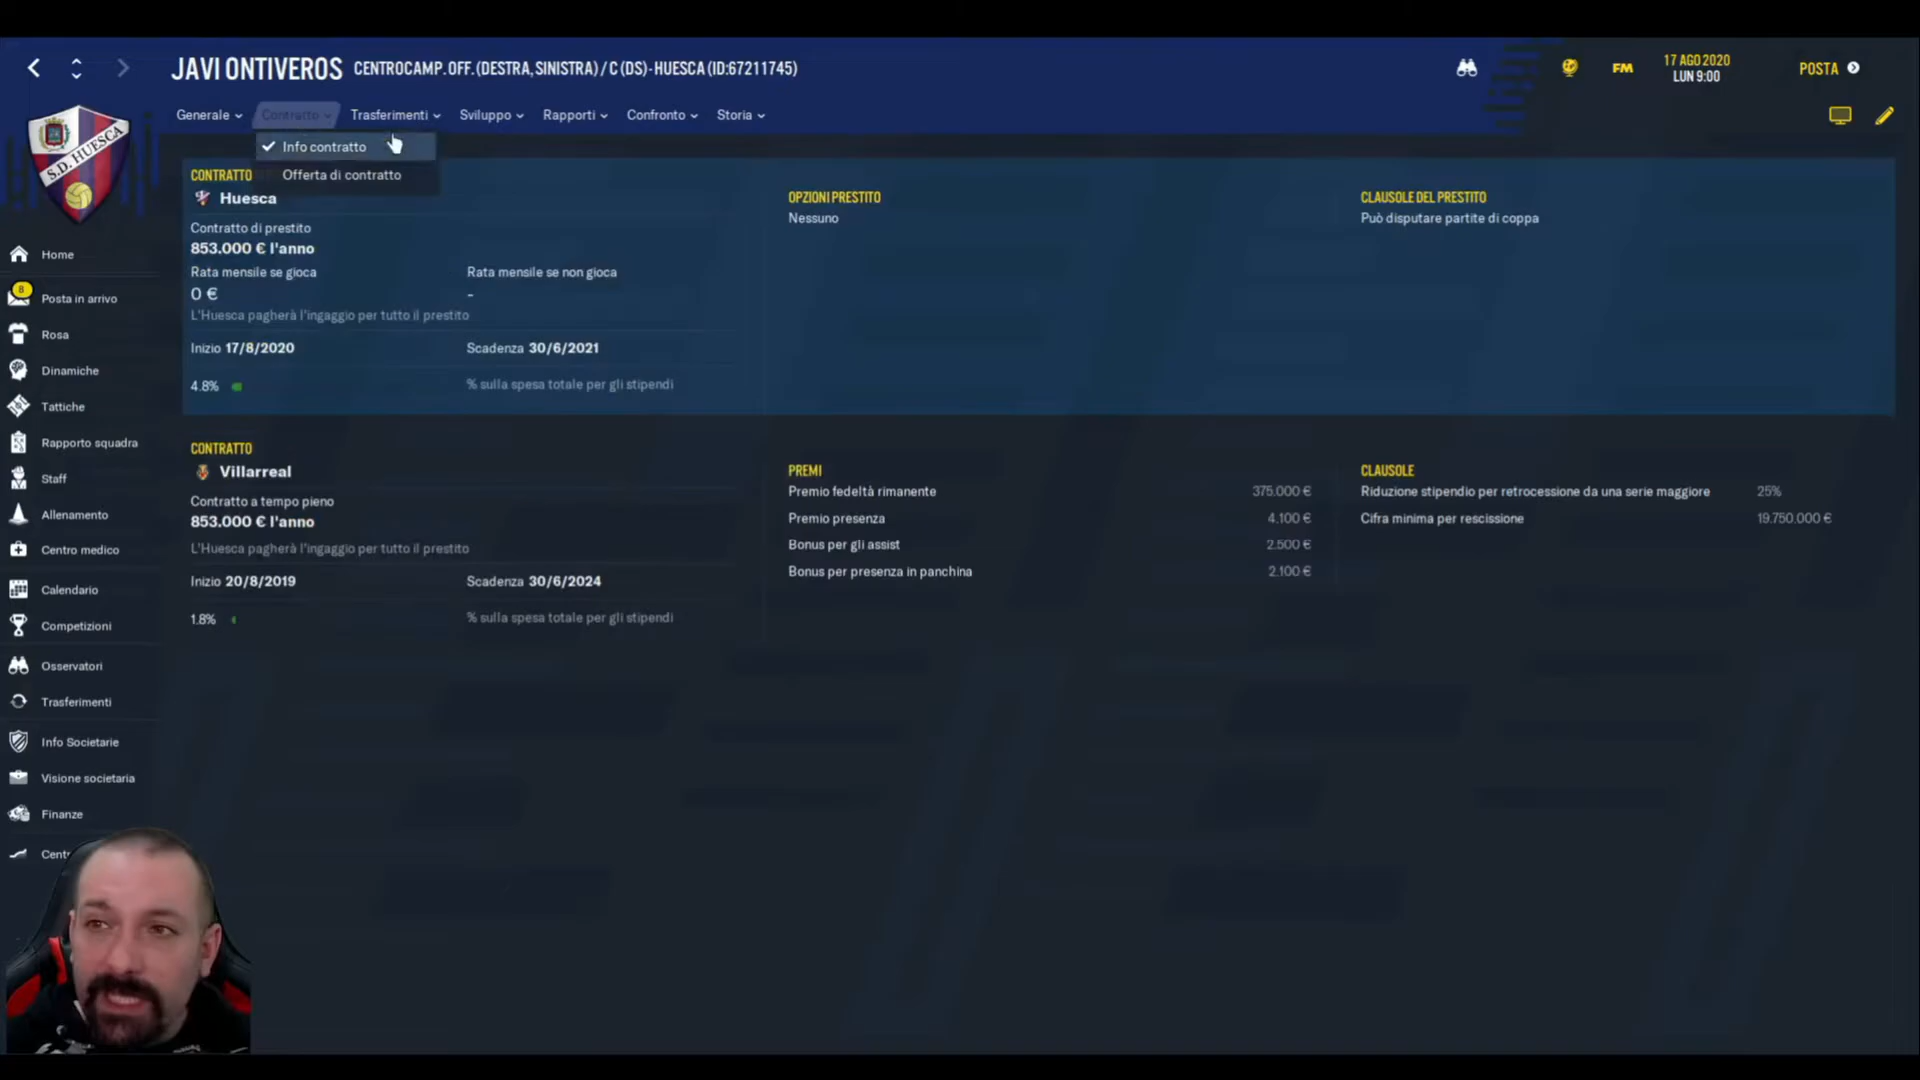 JAVI ONTIVEROS CENTROCAMP. OFF. (DESTRA, SINISTRA) / C (DS) - HUESCA (ID:67211745)
FM
17 AGO 2020
LUN 9:00
POSTA
Generale Contratto Trasferimenti Sviluppo Rapporti Confronto Storia
Info contratto
Offerta di contratto
S.D. HUESCA
Home
8
Posta in arrivo
Rosa
Dinamiche
Tattiche
Rapporto squadra
Staff
Allenamento
Centro medico
Calendario
Competizioni
Osservatori
Trasferimenti
Info Societarie
Visione societaria
Finanze
Cent
CONTRATTO
Huesca
Contratto di prestito
853.000 € l'anno
Rata mensile se gioca Rata mensile se non gioca
0 € -
L'Huesca pagherà l'ingaggio per tutto il prestito
Inizio 17/8/2020 Scadenza 30/6/2021
4.8% % sulla spesa totale per gli stipendi
OPZIONI PRESTITO
Nessuno
CLAUSOLE DEL PRESTITO
Può disputare partite di coppa
CONTRATTO
Villarreal
Contratto a tempo pieno
853.000 € l'anno
L'Huesca pagherà l'ingaggio per tutto il prestito
Inizio 20/8/2019 Scadenza 30/6/2024
1.8% % sulla spesa totale per gli stipendi
PREMI
Premio fedeltà rimanente 375.000 €
Premio presenza 4.100 €
Bonus per gli assist 2.500 €
Bonus per presenza in panchina 2.100 €
CLAUSOLE
Riduzione stipendio per retrocessione da una serie maggiore 25%
Cifra minima per rescissione 19.750.000 €